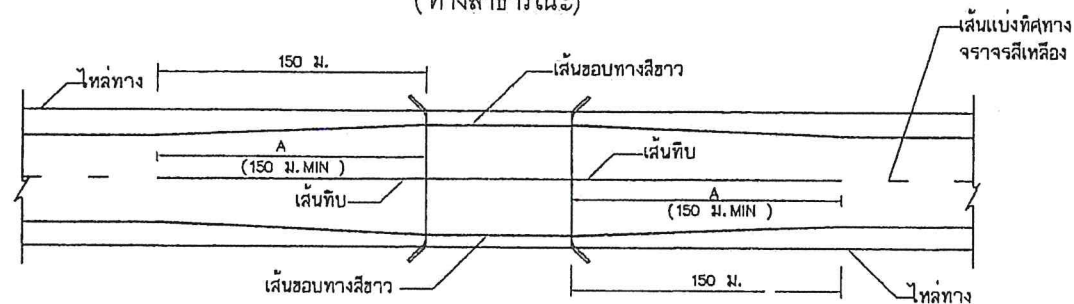 เส้นแบ่งทิศทาง
จราจรสีเหลือง
150 ม.
ไหล่ทาง
เส้นขอบทางสีขาว
A
(150 ม.MIN )
เส้นทึบ
เส้นทึบ
A
(150 ม.MIN )
เส้นขอบทางสีขาว
150 ม.
ไหล่ทาง